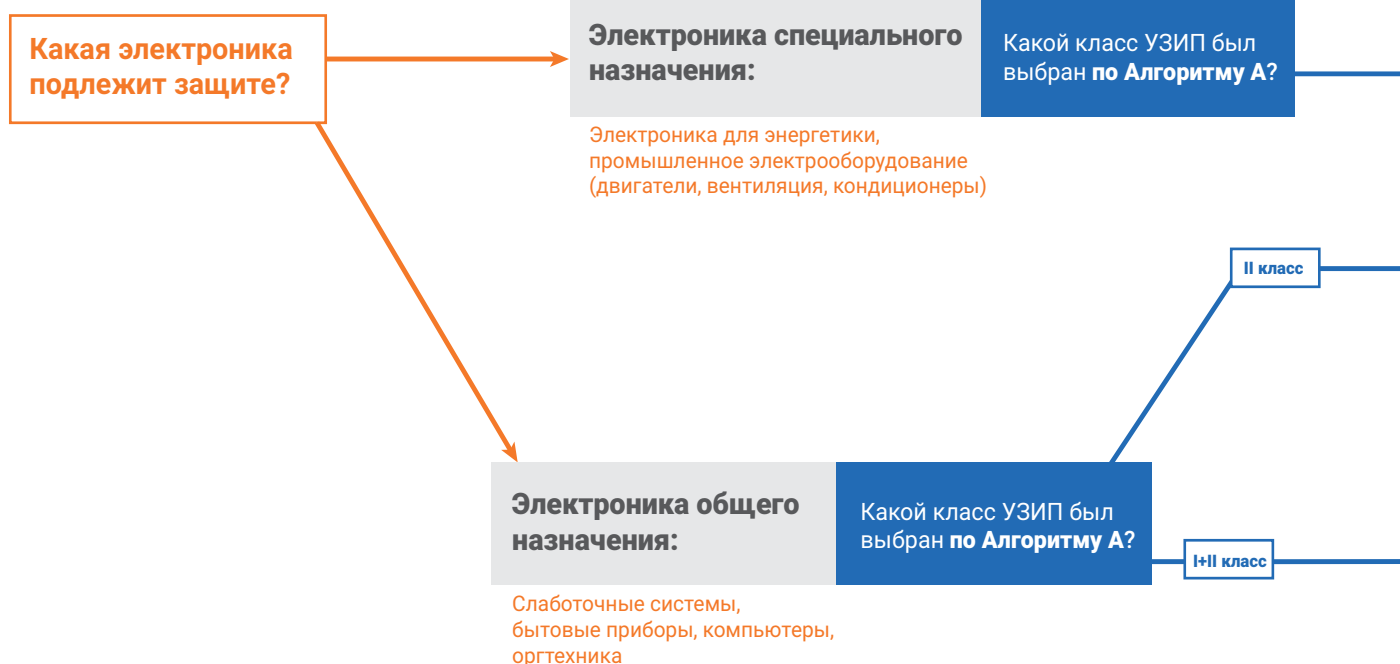 Какая электроника
подлежит защите?
Электроника специального
назначения:
Какой класс УЗИП был
выбран по Алгоритму А?
Электроника для энергетики,
промышленное электрооборудование
(двигатели, вентиляция, кондиционеры)
II класс
Электроника общего
назначения:
Какой класс УЗИП был
выбран по Алгоритму А?
I+II класс
Слаботочные системы,
бытовые приборы, компьютеры,
оргтехника